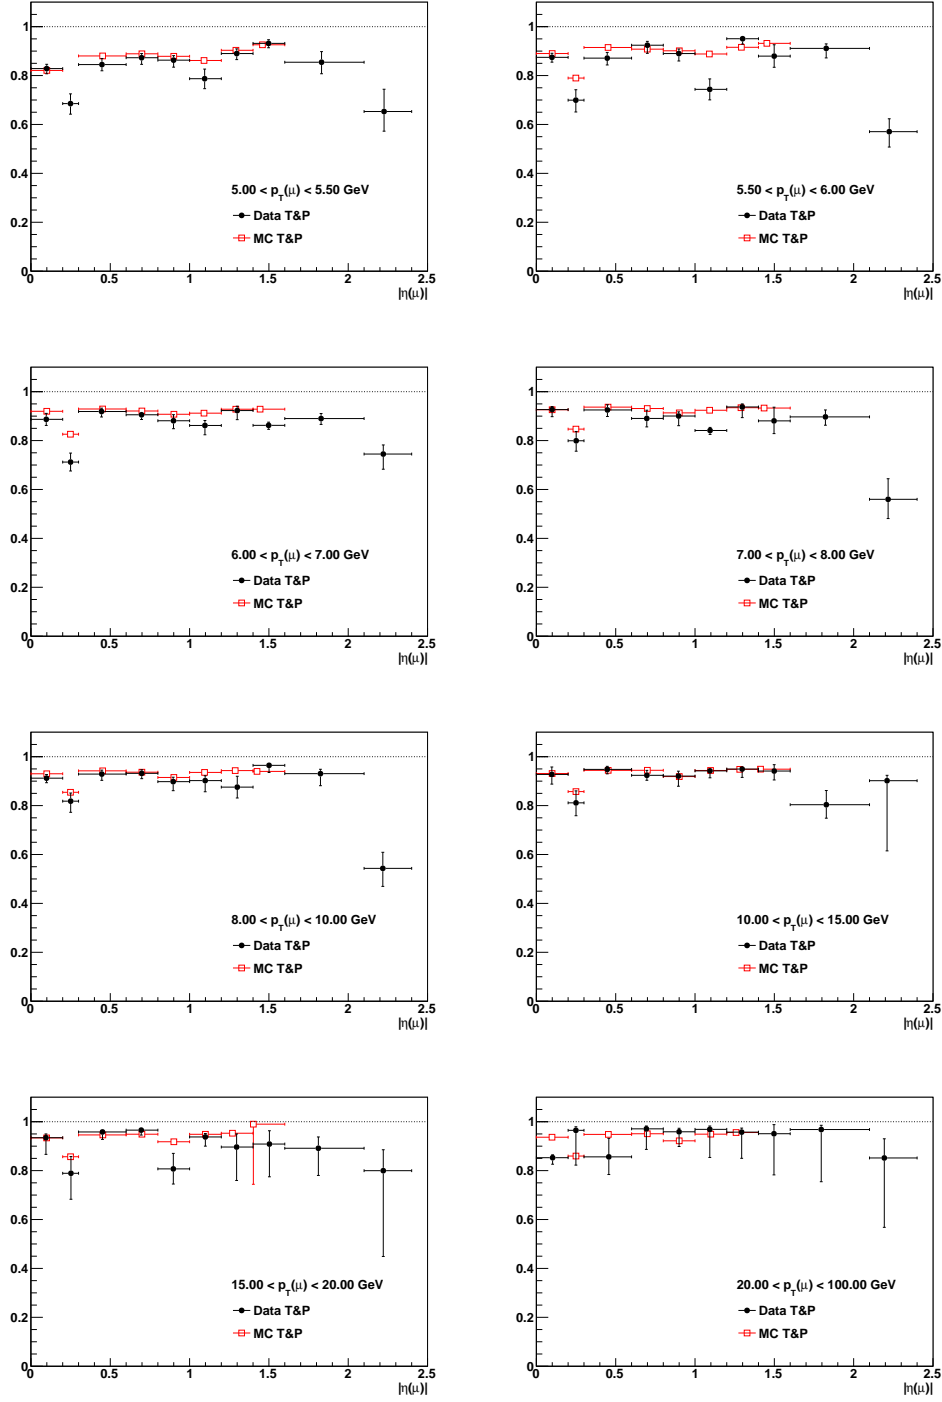 1
0.8
0.6
0.4
0.2
0
5.00 < p_T(μ) < 5.50 GeV
Data T&P
MC T&P
0 0.5 1 1.5 2 2.5
|η(μ)|
1
0.8
0.6
0.4
0.2
0
5.50 < p_T(μ) < 6.00 GeV
Data T&P
MC T&P
0 0.5 1 1.5 2 2.5
|η(μ)|
1
0.8
0.6
0.4
0.2
0
6.00 < p_T(μ) < 7.00 GeV
Data T&P
MC T&P
0 0.5 1 1.5 2 2.5
|η(μ)|
1
0.8
0.6
0.4
0.2
0
7.00 < p_T(μ) < 8.00 GeV
Data T&P
MC T&P
0 0.5 1 1.5 2 2.5
|η(μ)|
1
0.8
0.6
0.4
0.2
0
8.00 < p_T(μ) < 10.00 GeV
Data T&P
MC T&P
0 0.5 1 1.5 2 2.5
|η(μ)|
1
0.8
0.6
0.4
0.2
0
10.00 < p_T(μ) < 15.00 GeV
Data T&P
MC T&P
0 0.5 1 1.5 2 2.5
|η(μ)|
1
0.8
0.6
0.4
0.2
0
15.00 < p_T(μ) < 20.00 GeV
Data T&P
MC T&P
0 0.5 1 1.5 2 2.5
|η(μ)|
1
0.8
0.6
0.4
0.2
0
20.00 < p_T(μ) < 100.00 GeV
Data T&P
MC T&P
0 0.5 1 1.5 2 2.5
|η(μ)|